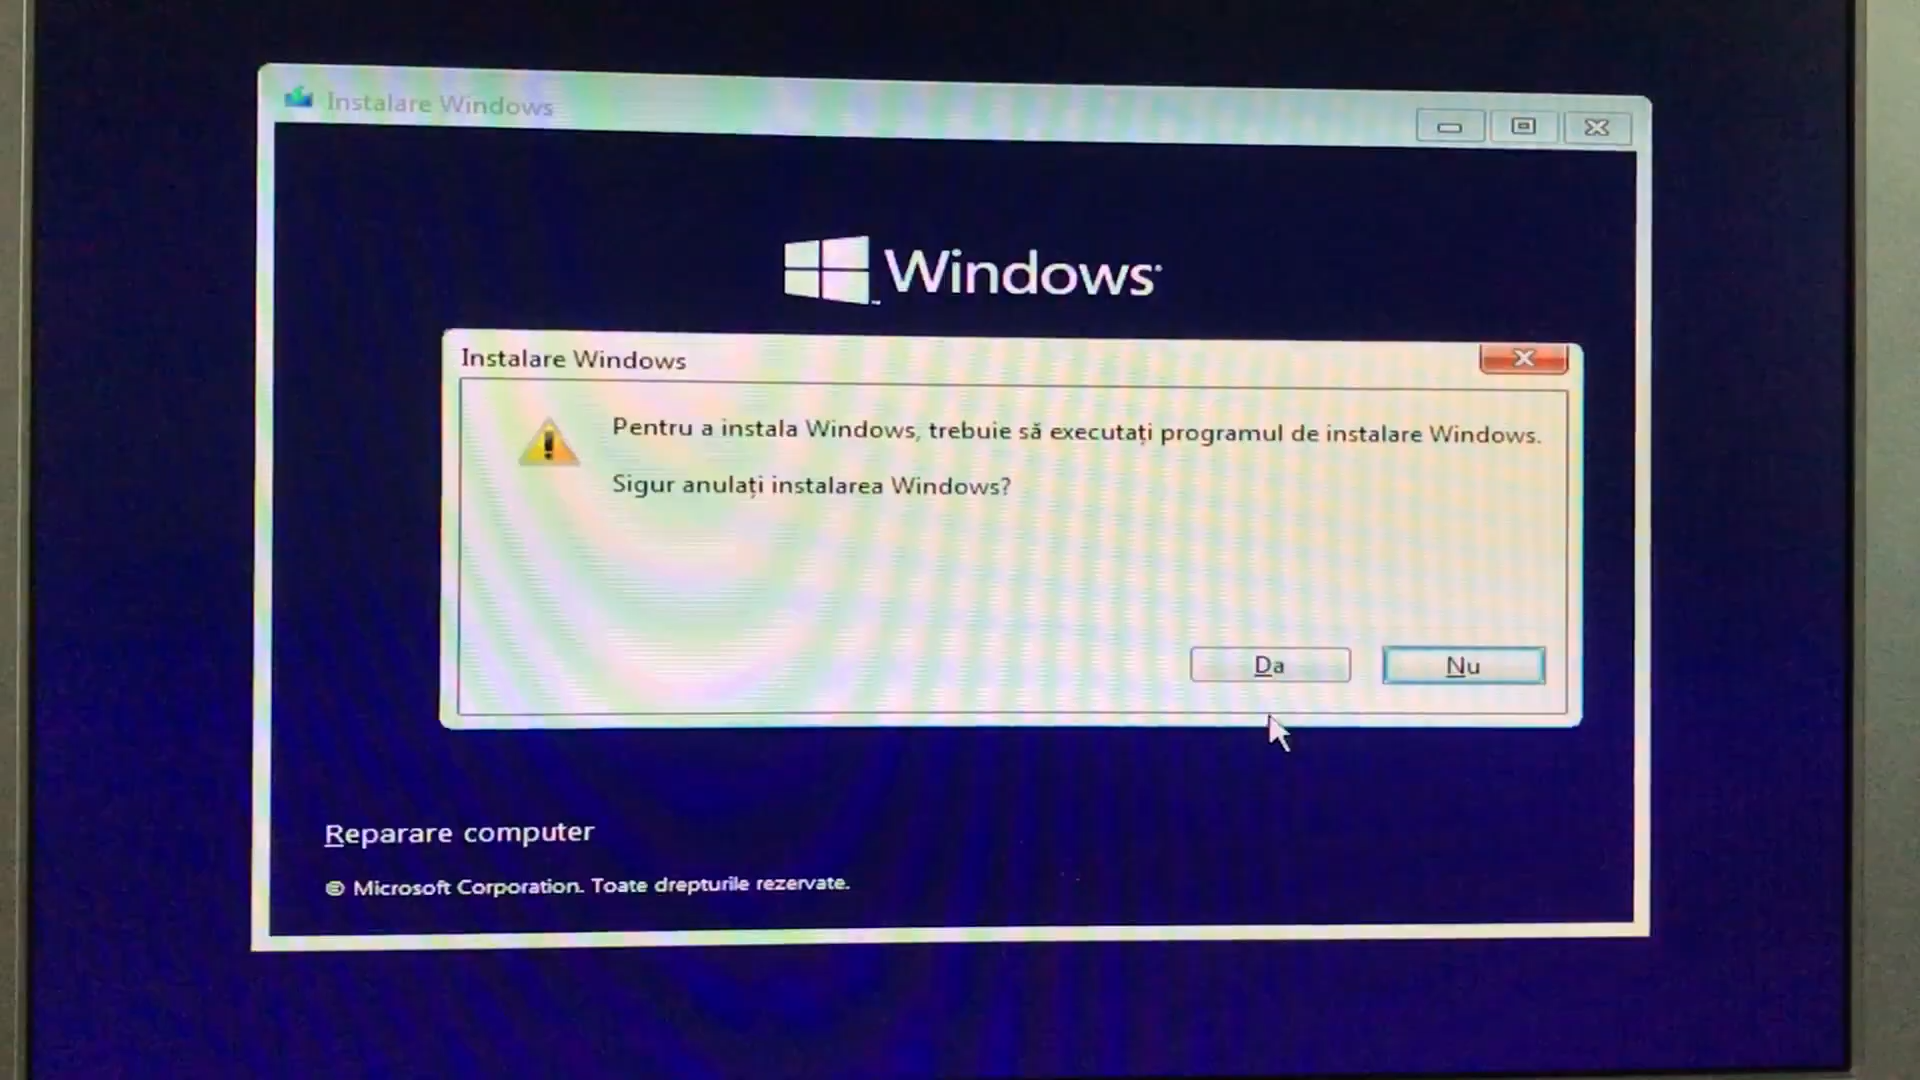 Instalare Windows
Windows
Instalare Windows
Pentru a instala Windows, trebuie să executați programul de instalare Windows.
Sigur anulați instalarea Windows?
Da
Nu
Reparare computer
© Microsoft Corporation. Toate drepturile rezervate.